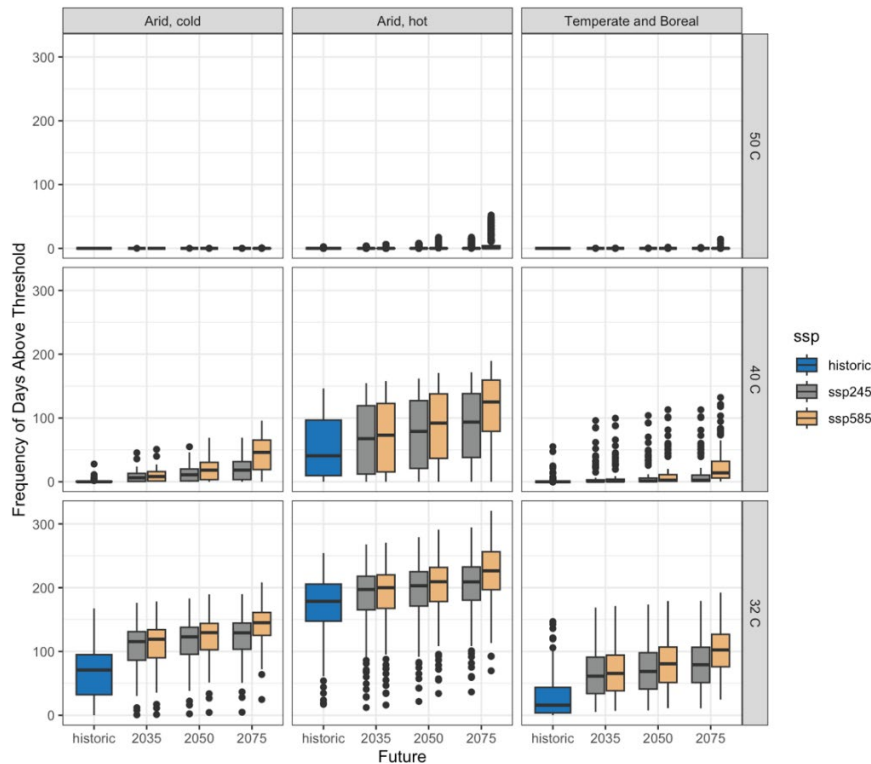 Arid, cold
Arid, hot
Temperate and Boreal
300
200
100
0
50 C
300
200
100
0
40 C
300
200
100
0
32 C
Frequency of Days Above Threshold
historic
2035
2050
2075
historic
2035
2050
2075
historic
2035
2050
2075
Future
ssp
historic
ssp245
ssp585